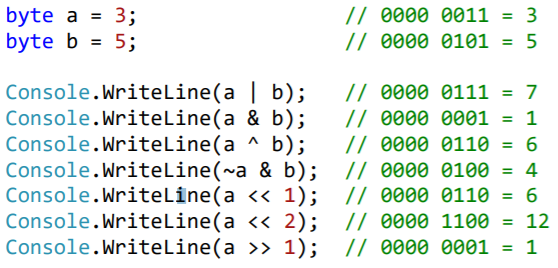 byte a = 3; // 0000 0011 = 3
byte b = 5; // 0000 0101 = 5
Console.WriteLine(a | b); // 0000 0111 = 7
Console.WriteLine(a & b); // 0000 0001 = 1
Console.WriteLine(a ^ b); // 0000 0110 = 6
Console.WriteLine(~a & b); // 0000 0100 = 4
Console.WriteLine(a << 1); // 0000 0110 = 6
Console.WriteLine(a << 2); // 0000 1100 = 12
Console.WriteLine(a >> 1); // 0000 0001 = 1